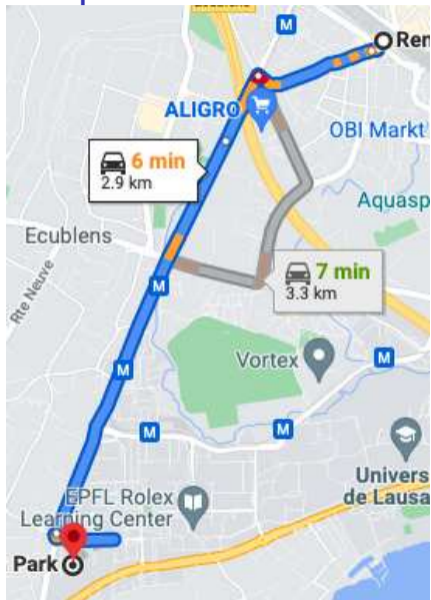 M
Ren
ALIGRO
OBI Markt
6 min
2.9 km
Aquasp
Ecublens
7 min
3.3 km
Rte Neuve
M
Vortex
M
M
M
M
Univers
de Lausa
EPFL Rolex
Learning Center
Park